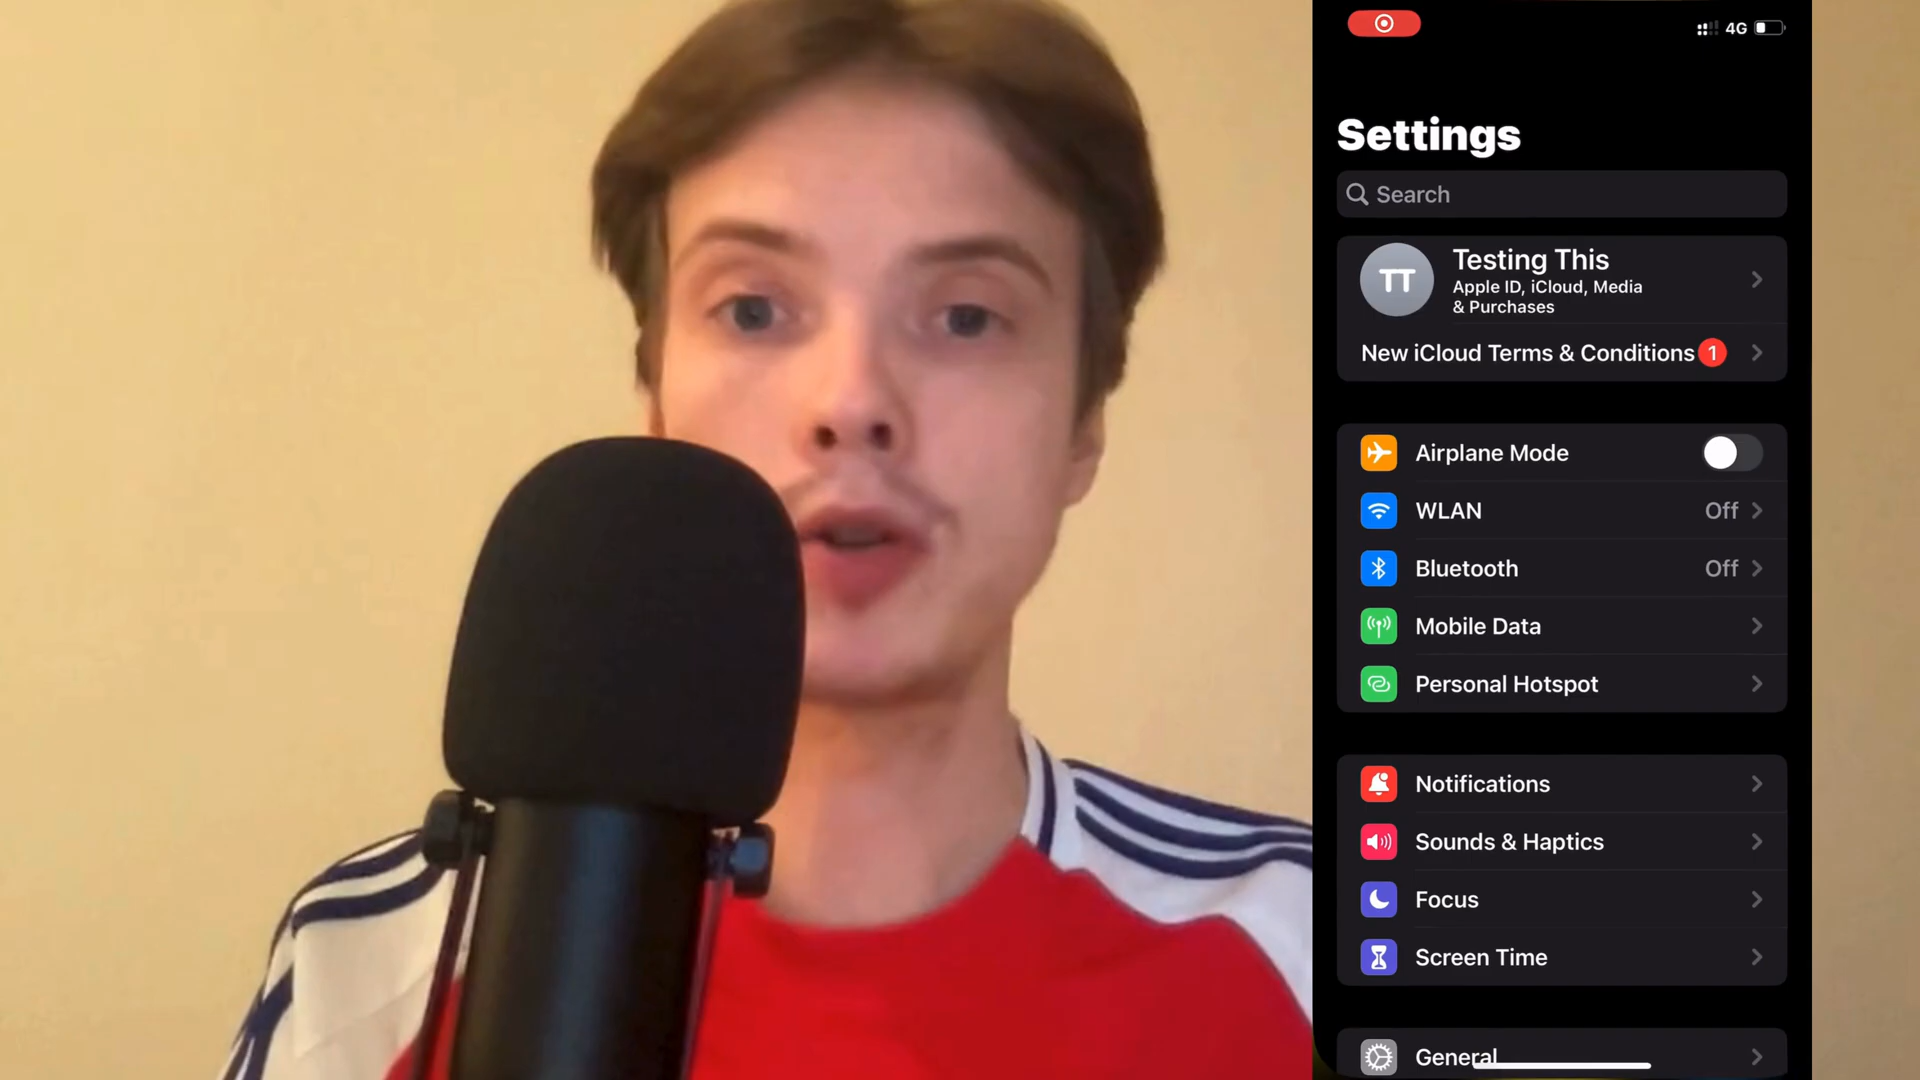 4G
Settings
Search
TT
Testing This
Apple ID, iCloud, Media
& Purchases
New iCloud Terms & Conditions 1
Airplane Mode
WLAN Off
Bluetooth Off
Mobile Data
Personal Hotspot
Notifications
Sounds & Haptics
Focus
Screen Time
General